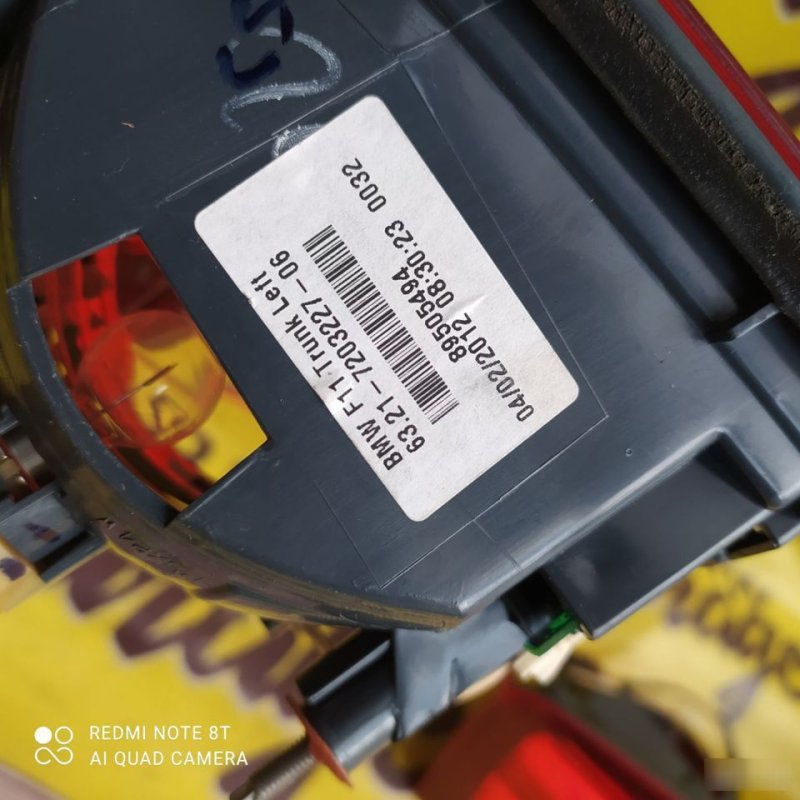 BMW F11 Trunk Left
63.21-7203227-06
89505494
04/02/2012 08:30:23 0032
REDMI NOTE 8T
AI QUAD CAMERA